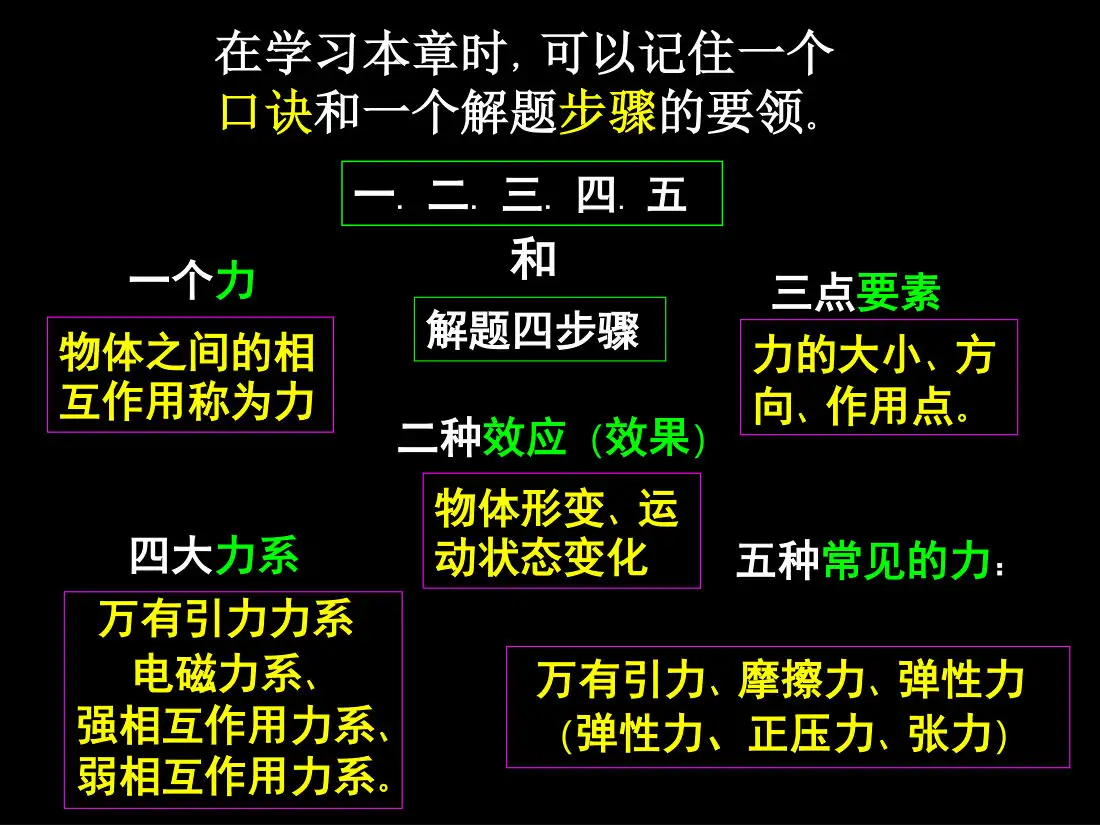 在学习本章时，可以记住一个
口诀和一个解题步骤的要领。
一. 二. 三. 四. 五
和
解题四步骤
一个力
物体之间的相
互作用称为力
三点要素
力的大小、方
向、作用点。
二种效应（效果）
物体形变、运
动状态变化
四大力系
万有引力力系
电磁力系、
强相互作用力系、
弱相互作用力系。
五种常见的力：
万有引力、摩擦力、弹性力
（弹性力、正压力、张力）